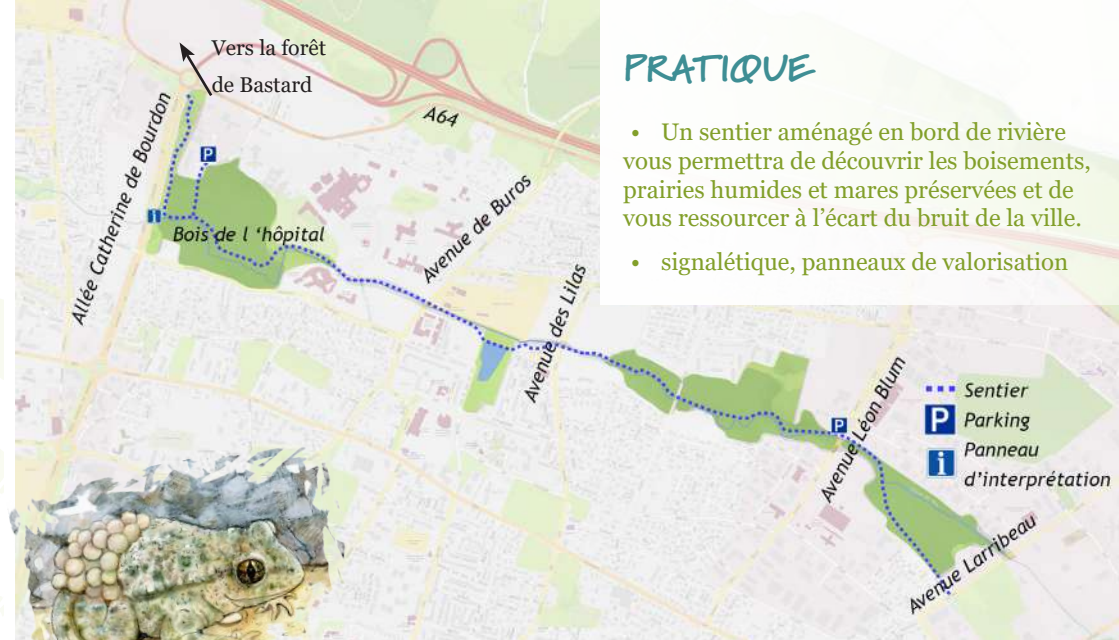 Vers la forêt
de Bastard
PRATIQUE
• Un sentier aménagé en bord de rivière
vous permettra de découvrir les boisements,
prairies humides et mares préservées et de
vous ressourcer à l’écart du bruit de la ville.
• signalétique, panneaux de valorisation
A64
Allée Catherine de Bourdon
P
i
Bois de l ‘hôpital
Avenue de Buros
Avenue des Lilas
P
Avenue Léon Blum
Avenue Larribeau
Sentier
P Parking
i Panneau
d'interprétation